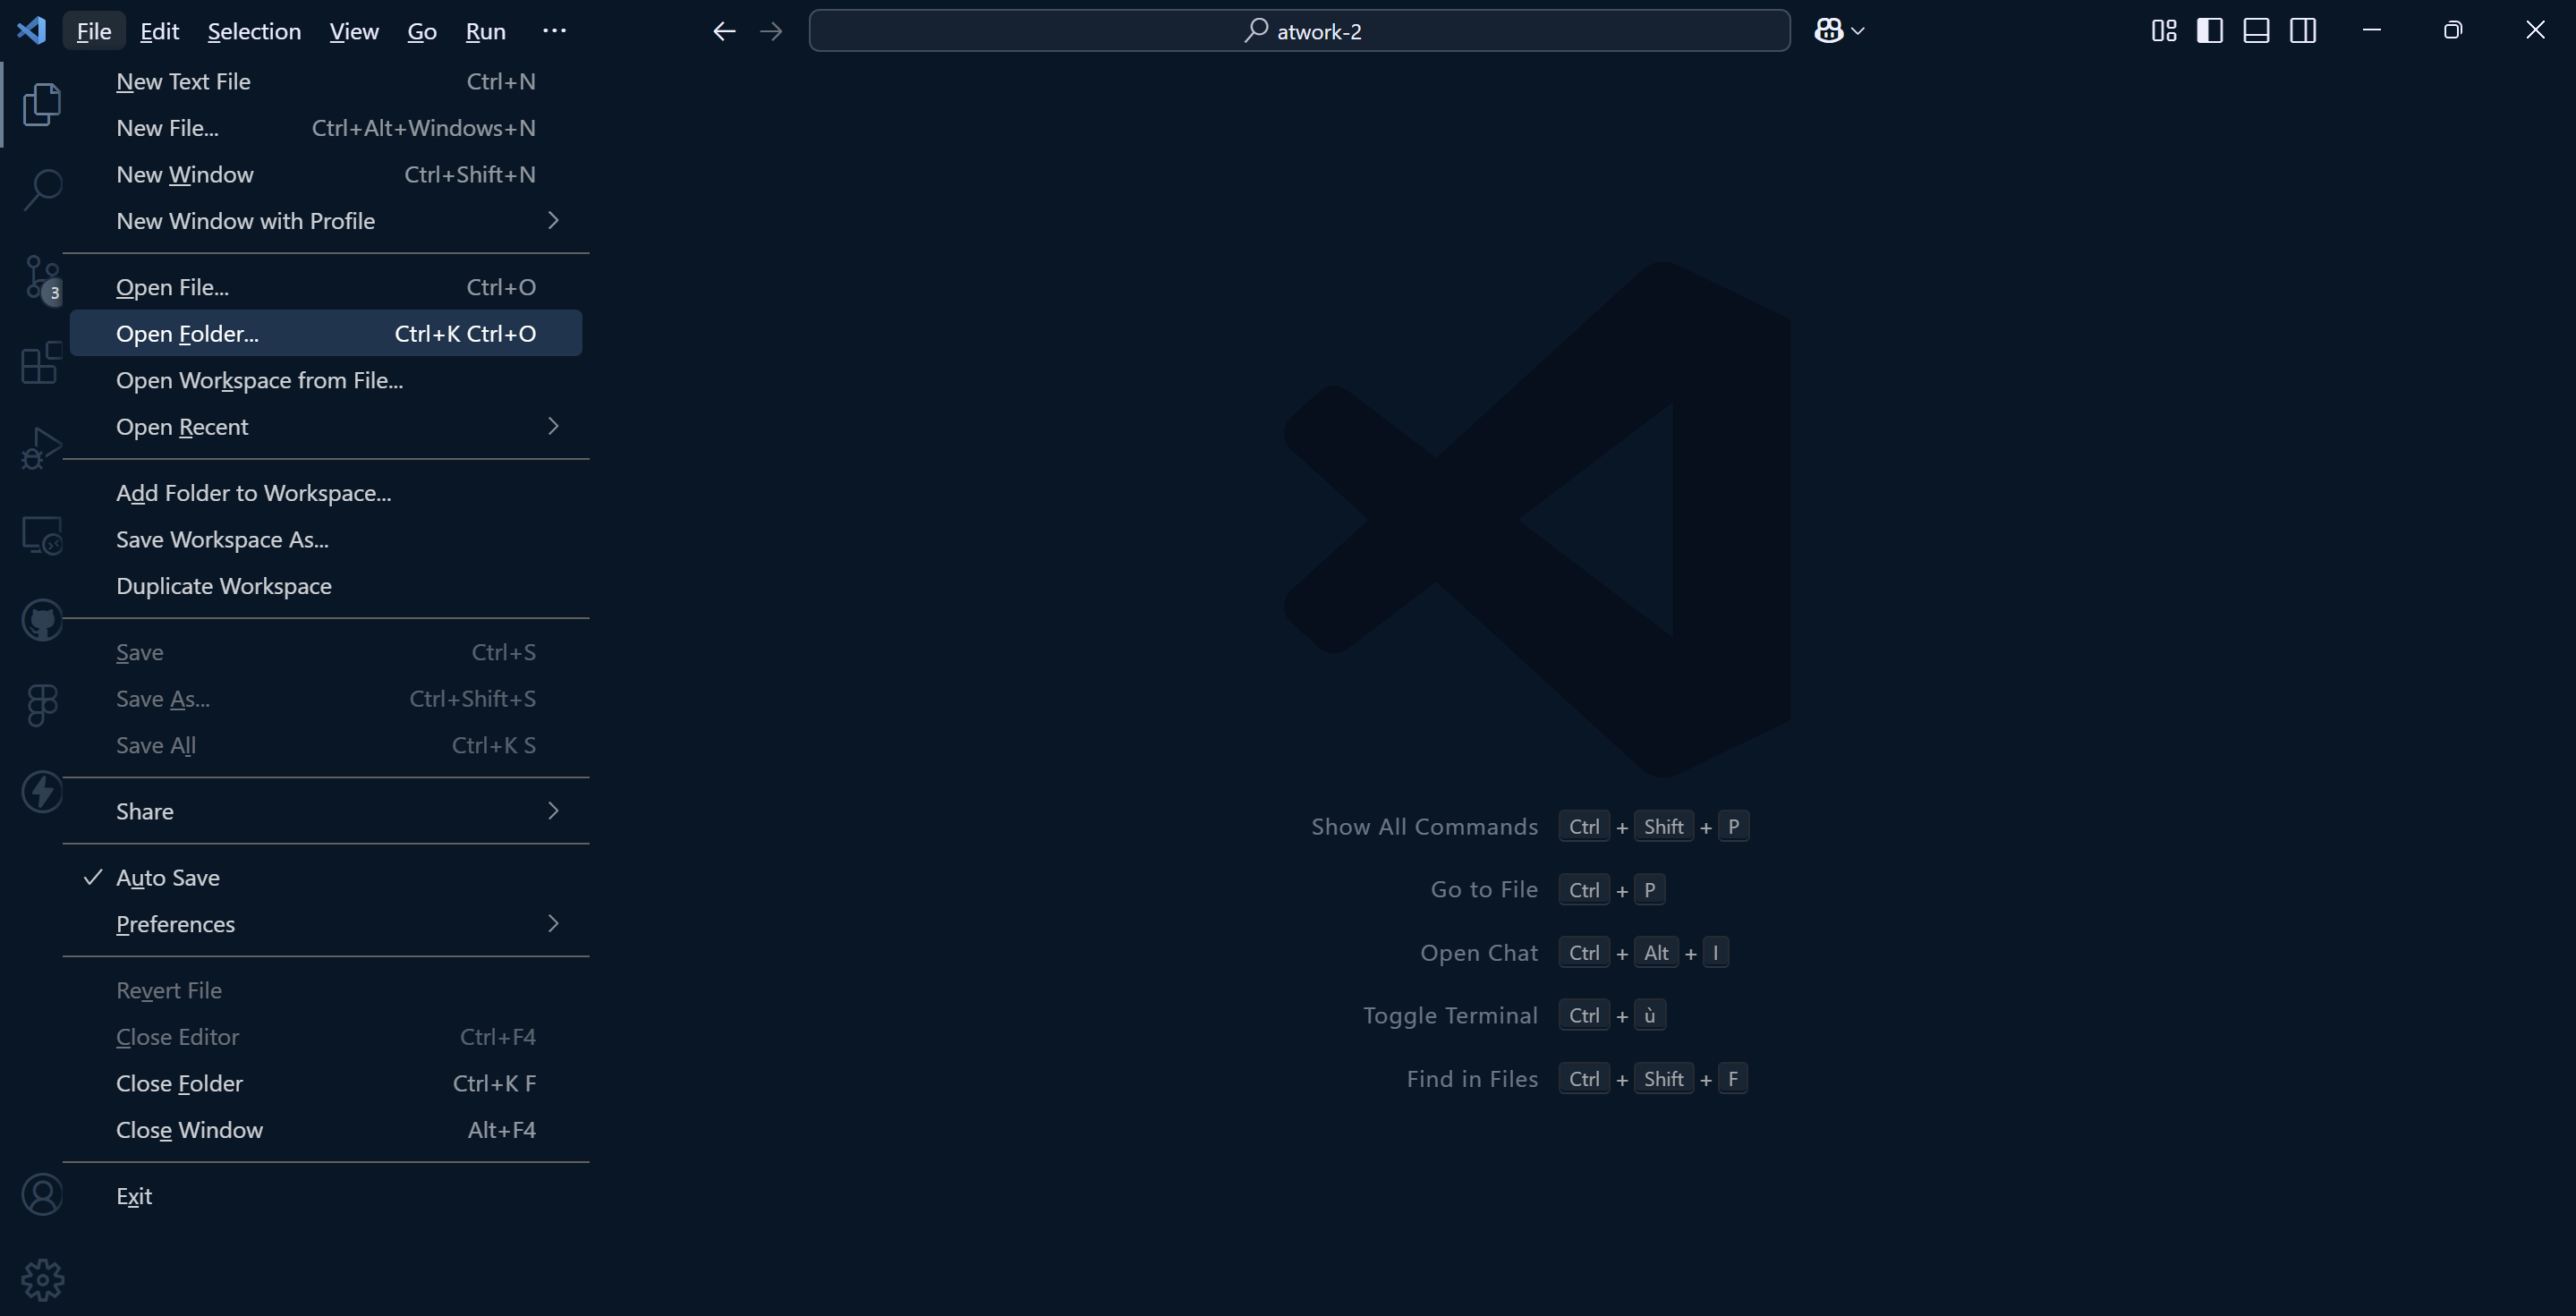 File Edit Selection View Go Run ···
atwork-2
New Text File Ctrl+N
New File... Ctrl+Alt+Windows+N
New Window Ctrl+Shift+N
New Window with Profile
Open File... Ctrl+O
3
Open Folder... Ctrl+K Ctrl+O
Open Workspace from File...
Open Recent
Add Folder to Workspace...
Save Workspace As...
Duplicate Workspace
Save Ctrl+S
Save As... Ctrl+Shift+S
Save All Ctrl+K S
Share
Auto Save
Preferences
Revert File
Close Editor Ctrl+F4
Close Folder Ctrl+K F
Close Window Alt+F4
Exit
Show All Commands Ctrl + Shift + P
Go to File Ctrl + P
Open Chat Ctrl + Alt + I
Toggle Terminal Ctrl + ù
Find in Files Ctrl + Shift + F